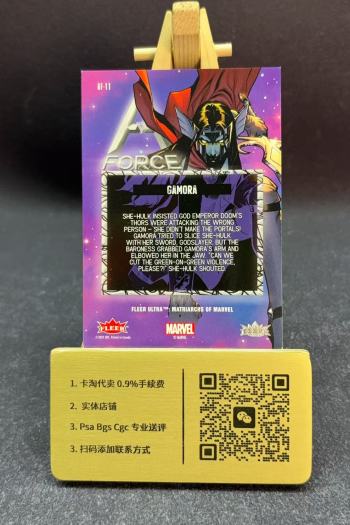 AF-11
A
FORCE
GAMORA
SHE-HULK INSISTED GOD EMPEROR DOOM'S
THORS WERE ATTACKING THE WRONG
PERSON – SHE DIDN'T MAKE THE PORTALS!
GAMORA TRIED TO SLICE SHE-HULK
WITH HER SWORD, GODSLAYER, BUT THE
BARONESS GRABBED GAMORA'S ARM AND
ELBOWED HER IN THE JAW. "CAN WE
CUT THE GREEN-ON-GREEN VIOLENCE,
PLEASE?!" SHE-HULK SHOUTED.
FLEER ULTRA™ MATRIARCHS OF MARVEL
FLEER
MARVEL
1. 卡淘代卖 0.9%手续费
2. 实体店铺
3. Psa Bgs Cgc 专业送评
3. 扫码添加联系方式